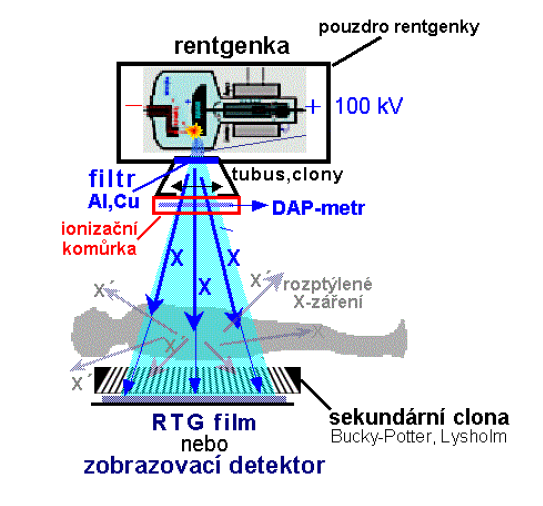 pouzdro rentgenky
rentgenka
+ 100 kV
filtr
Al,Cu
tubus,clony
DAP-metr
ionizační
komůrka
X
X
X
X´
X´
rozptýlené
X-záření
X´
X
X´
sekundární clona
Bucky-Potter, Lysholm
RTG film
nebo
zobrazovací detektor